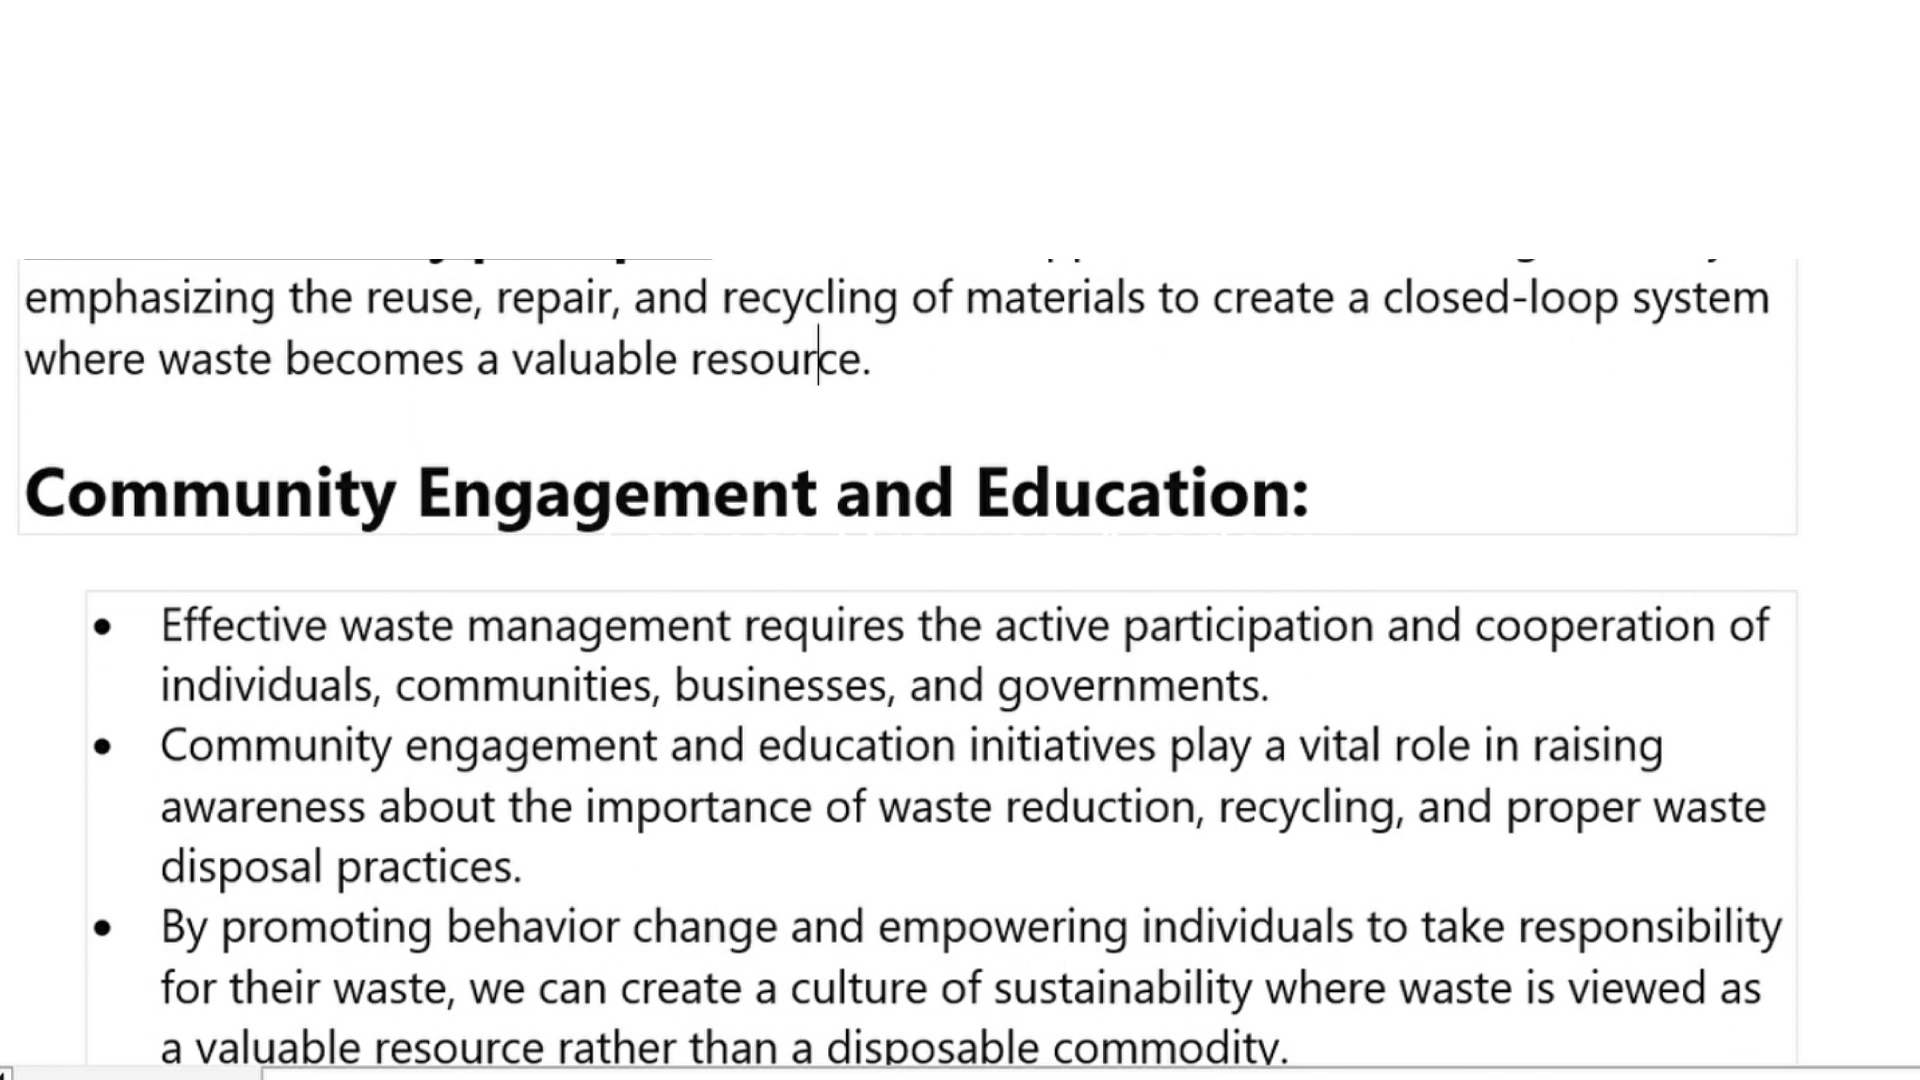 emphasizing the reuse, repair, and recycling of materials to create a closed-loop system
where waste becomes a valuable resource.
Community Engagement and Education:
• Effective waste management requires the active participation and cooperation of
individuals, communities, businesses, and governments.
• Community engagement and education initiatives play a vital role in raising
awareness about the importance of waste reduction, recycling, and proper waste
disposal practices.
• By promoting behavior change and empowering individuals to take responsibility
for their waste, we can create a culture of sustainability where waste is viewed as
a valuable resource rather than a disposable commodity.